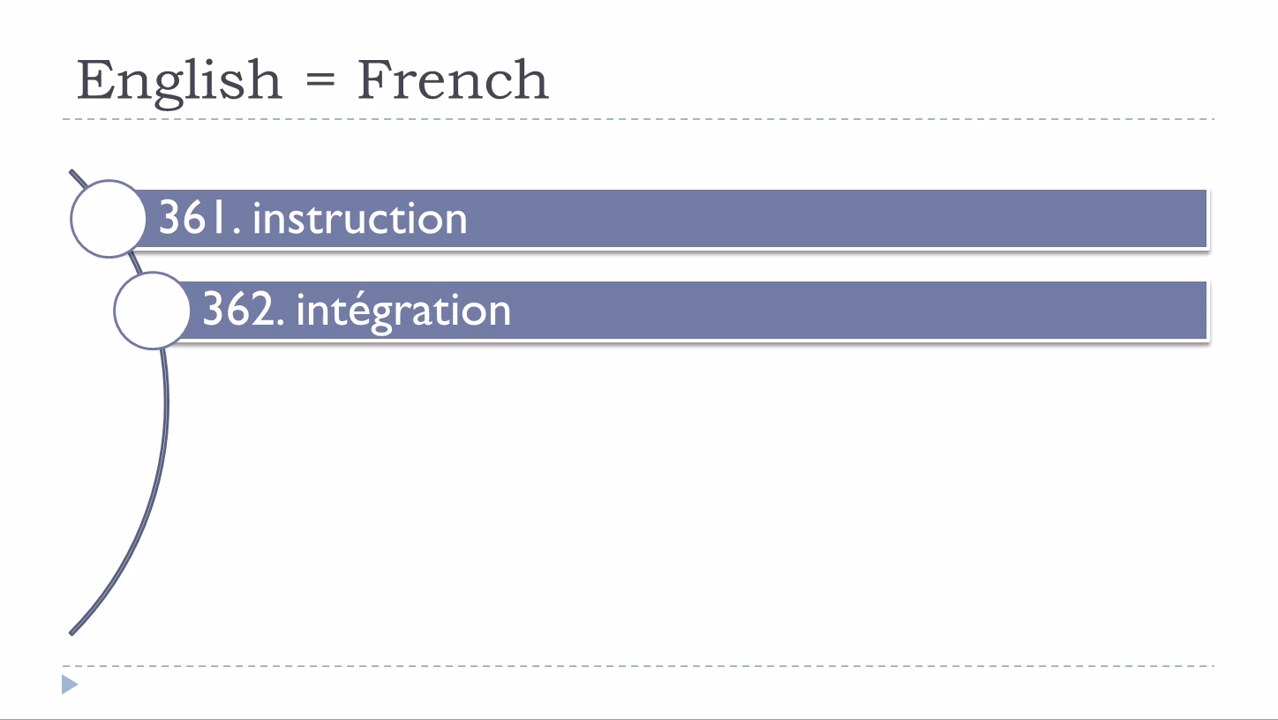 English = French
361. instruction
362. intégration